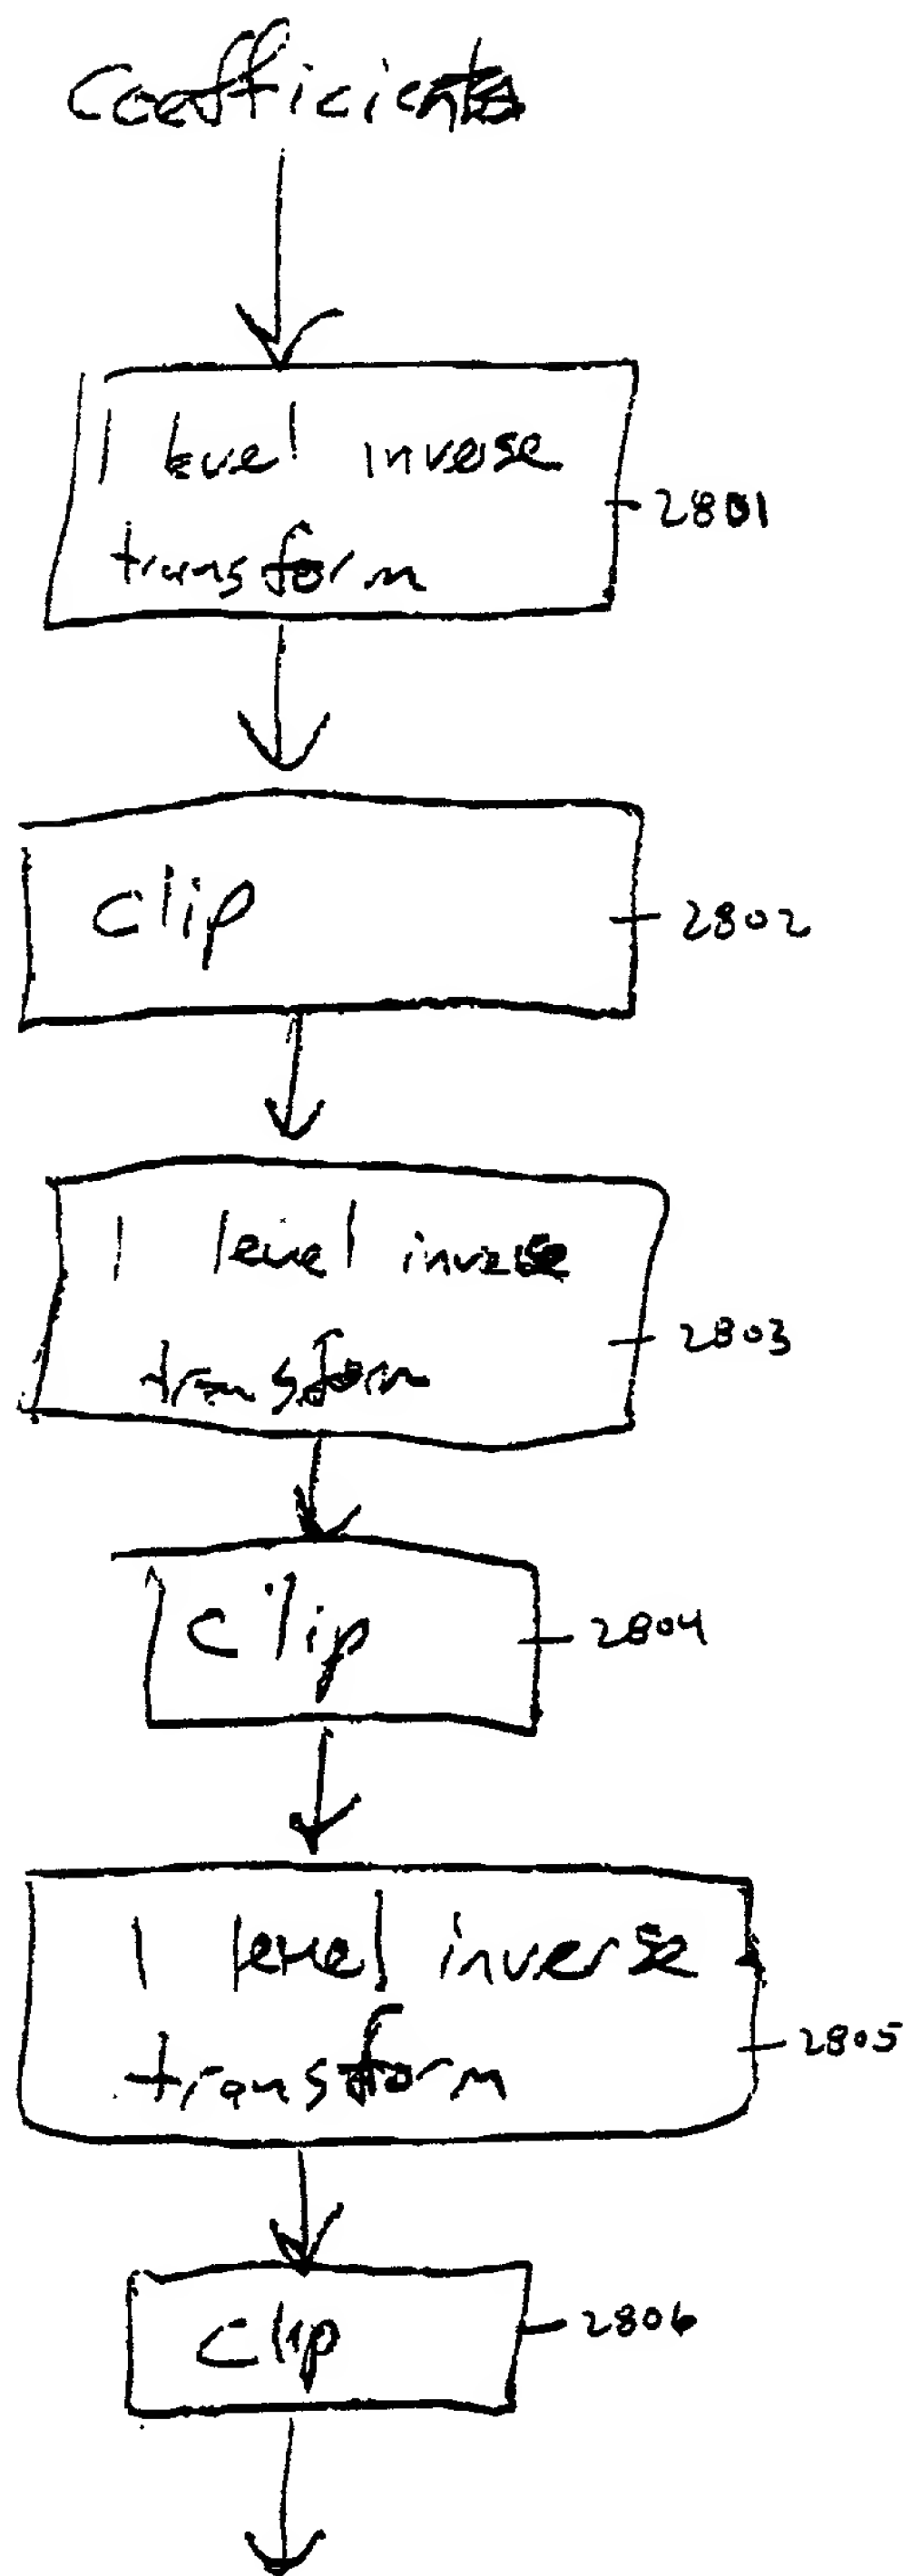 Coefficients
1 level inverse
2801
transform
Clip
2802
1 level inverse
2803
transform
Clip
2804
1 level inverse
2805
transform
Clip
2806